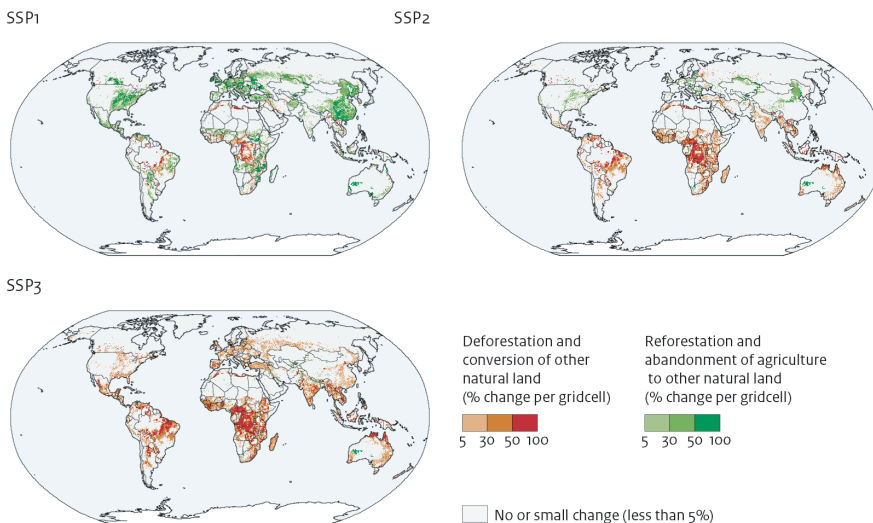 SSP1
SSP2
SSP3
Deforestation and
conversion of other
natural land
(% change per gridcell)
5 30 50 100
Reforestation and
abandonment of agriculture
to other natural land
(% change per gridcell)
5 30 50 100
No or small change (less than 5%)